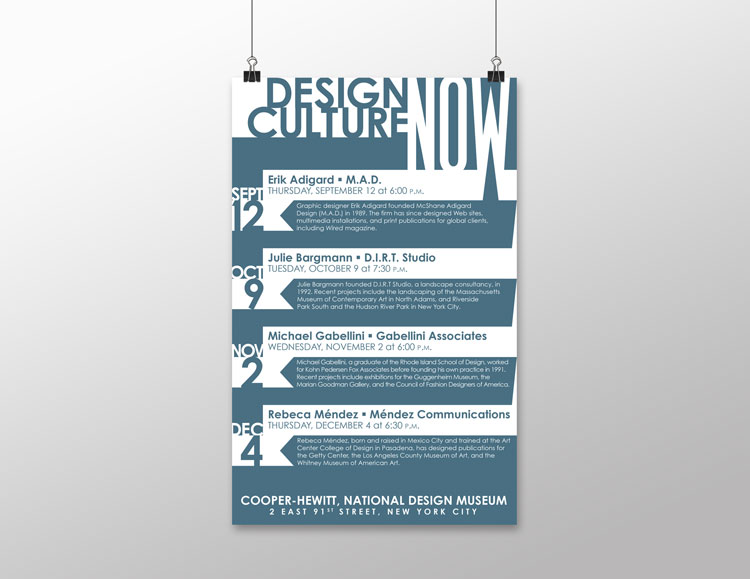 DESIGN
CULTURE
NOW
SEPT
12
Erik Adigard ▪ M.A.D.
THURSDAY, SEPTEMBER 12 at 6:00 P.M.
Graphic designer Erik Adigard founded McShane Adigard
Design (M.A.D.) in 1989. The firm has since designed Web sites,
multimedia installations, and print publications for global clients,
including Wired magazine.
OCT
9
Julie Bargmann ▪ D.I.R.T. Studio
TUESDAY, OCTOBER 9 at 7:30 P.M.
Julie Bargmann founded D.I.R.T Studio, a landscape consultancy, in
1992. Recent projects include the landscaping of the Massachusetts
Museum of Contemporary Art in North Adams, and Riverside
Park South and the Hudson River Park in New York City.
NOV
2
Michael Gabellini ▪ Gabellini Associates
WEDNESDAY, NOVEMBER 2 at 6:00 P.M.
Michael Gabellini, a graduate of the Rhode Island School of Design, worked
for Kohn Pedersen Fox Associates before founding his own practice in 1991.
Recent projects include exhibitions for the Guggenheim Museum, the
Marian Goodman Gallery, and the Council of Fashion Designers of America.
DEC
4
Rebeca Méndez ▪ Méndez Communications
THURSDAY, DECEMBER 4 at 6:30 P.M.
Rebeca Méndez, born and raised in Mexico City and trained at the Art
Center College of Design in Pasadena, has designed publications for
the Getty Center, the Los Angeles County Museum of Art, and the
Whitney Museum of American Art.
COOPER-HEWITT, NATIONAL DESIGN MUSEUM
2 EAST 91ST STREET, NEW YORK CITY